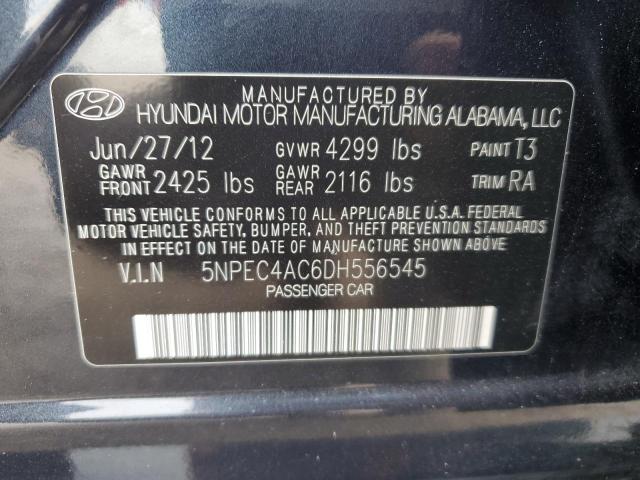 MANUFACTURED BY
HYUNDAI MOTOR MANUFACTURING ALABAMA, LLC
Jun/27/12 GVWR 4299 lbs PAINT T3
GAWR FRONT 2425 lbs GAWR REAR 2116 lbs TRIM RA
THIS VEHICLE CONFORMS TO ALL APPLICABLE U.S.A. FEDERAL
MOTOR VEHICLE SAFETY, BUMPER, AND THEFT PREVENTION STANDARDS
IN EFFECT ON THE DATE OF MANUFACTURE SHOWN ABOVE.
V.I.N 5NPEC4AC6DH556545
PASSENGER CAR